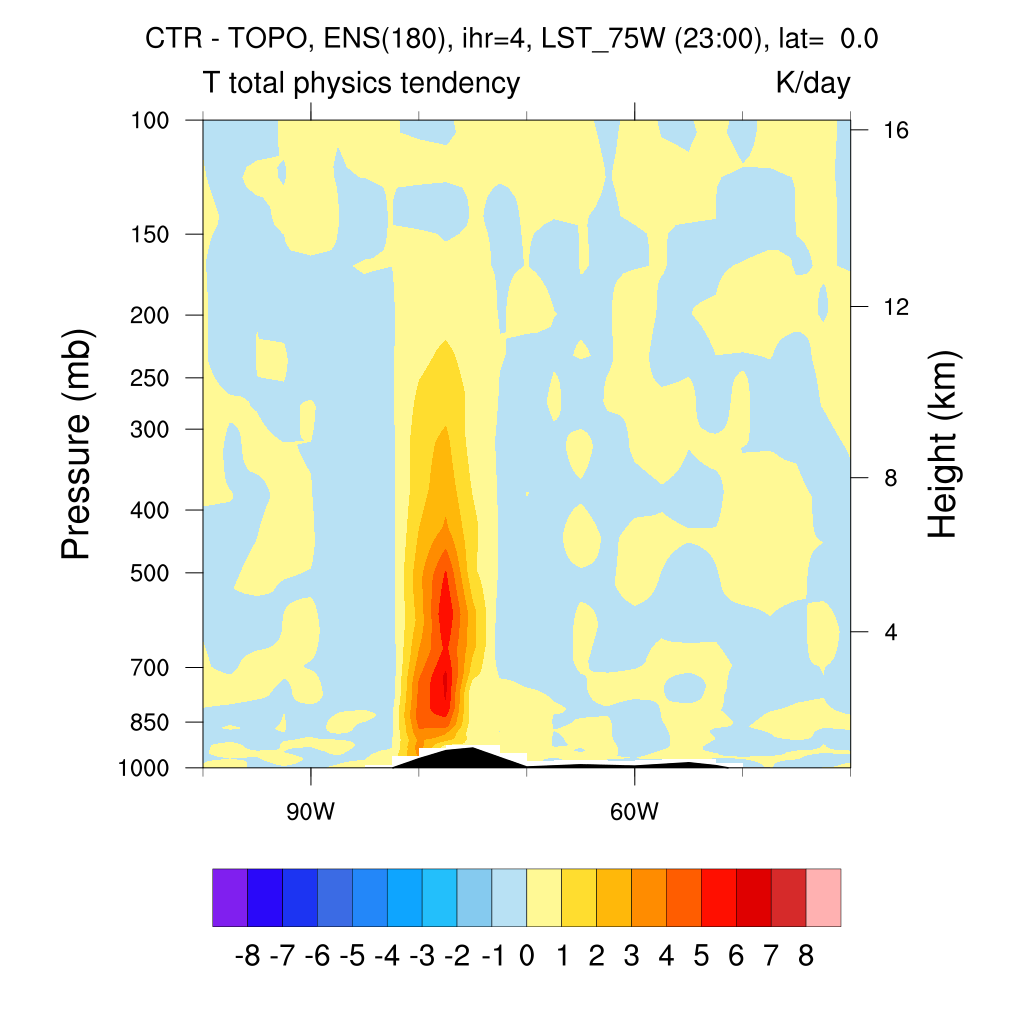 CTR - TOPO, ENS(180), ihr=4, LST_75W (23:00), lat=  0.0
T total physics tendency K/day
100
150
200
250
300
400
500
700
850
1000
Pressure (mb)
16
12
8
4
Height (km)
90W 60W
-8 -7 -6 -5 -4 -3 -2 -1 0 1 2 3 4 5 6 7 8